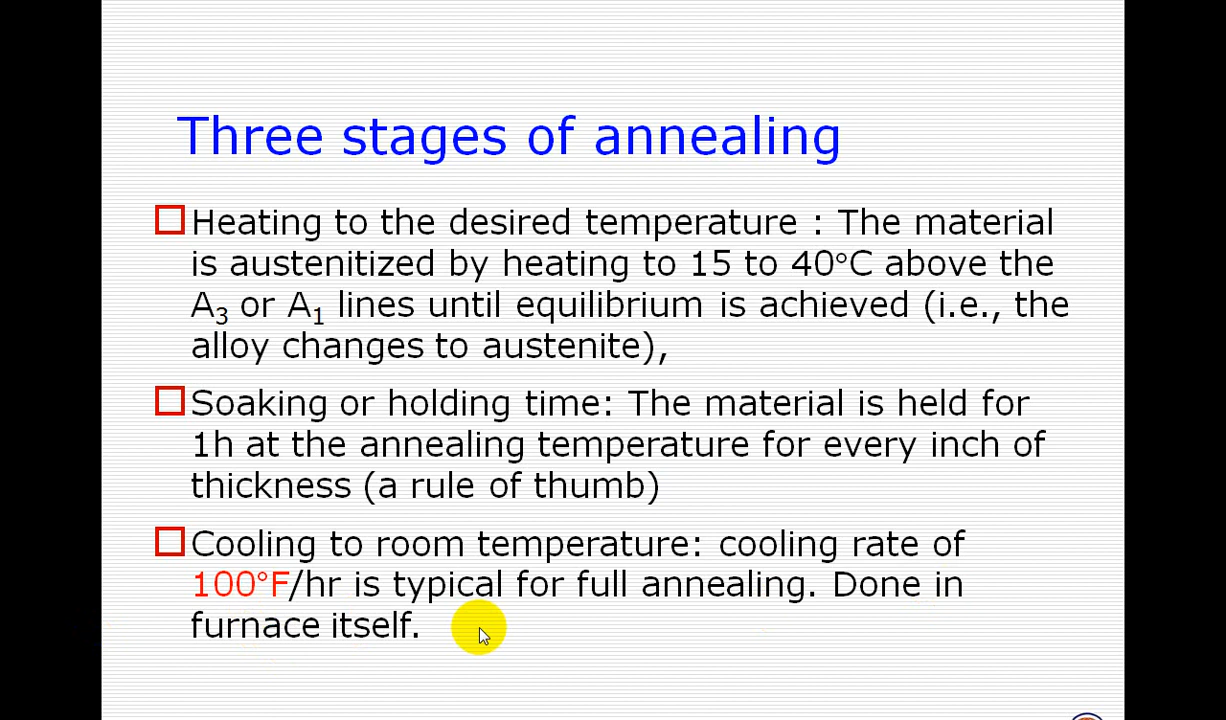 Three stages of annealing
Heating to the desired temperature : The material
is austenitized by heating to 15 to 40°C above the
A₃ or A₁ lines until equilibrium is achieved (i.e., the
alloy changes to austenite),
Soaking or holding time: The material is held for
1h at the annealing temperature for every inch of
thickness (a rule of thumb)
Cooling to room temperature: cooling rate of
100°F/hr is typical for full annealing. Done in
furnace itself.